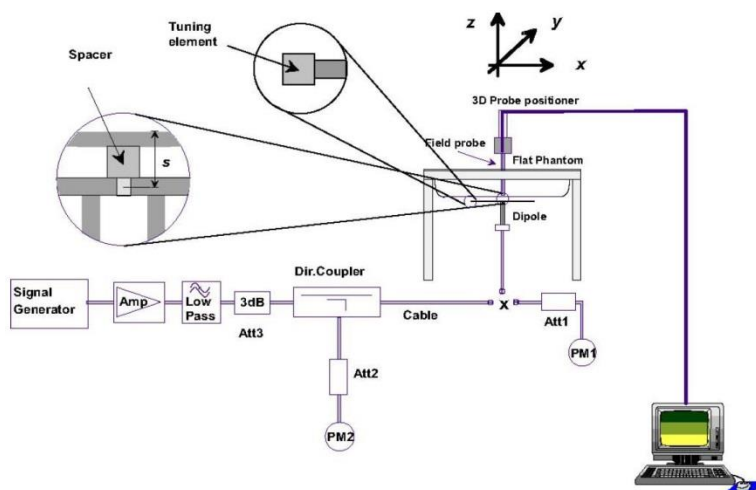 Tuning
element
Spacer
s
z
y
x
3D Probe positioner
Field probe
Flat Phantom
Dipole
Signal
Generator
Amp
Low
Pass
3dB
Att3
Dir.Coupler
Cable
x
Att1
PM1
Att2
PM2